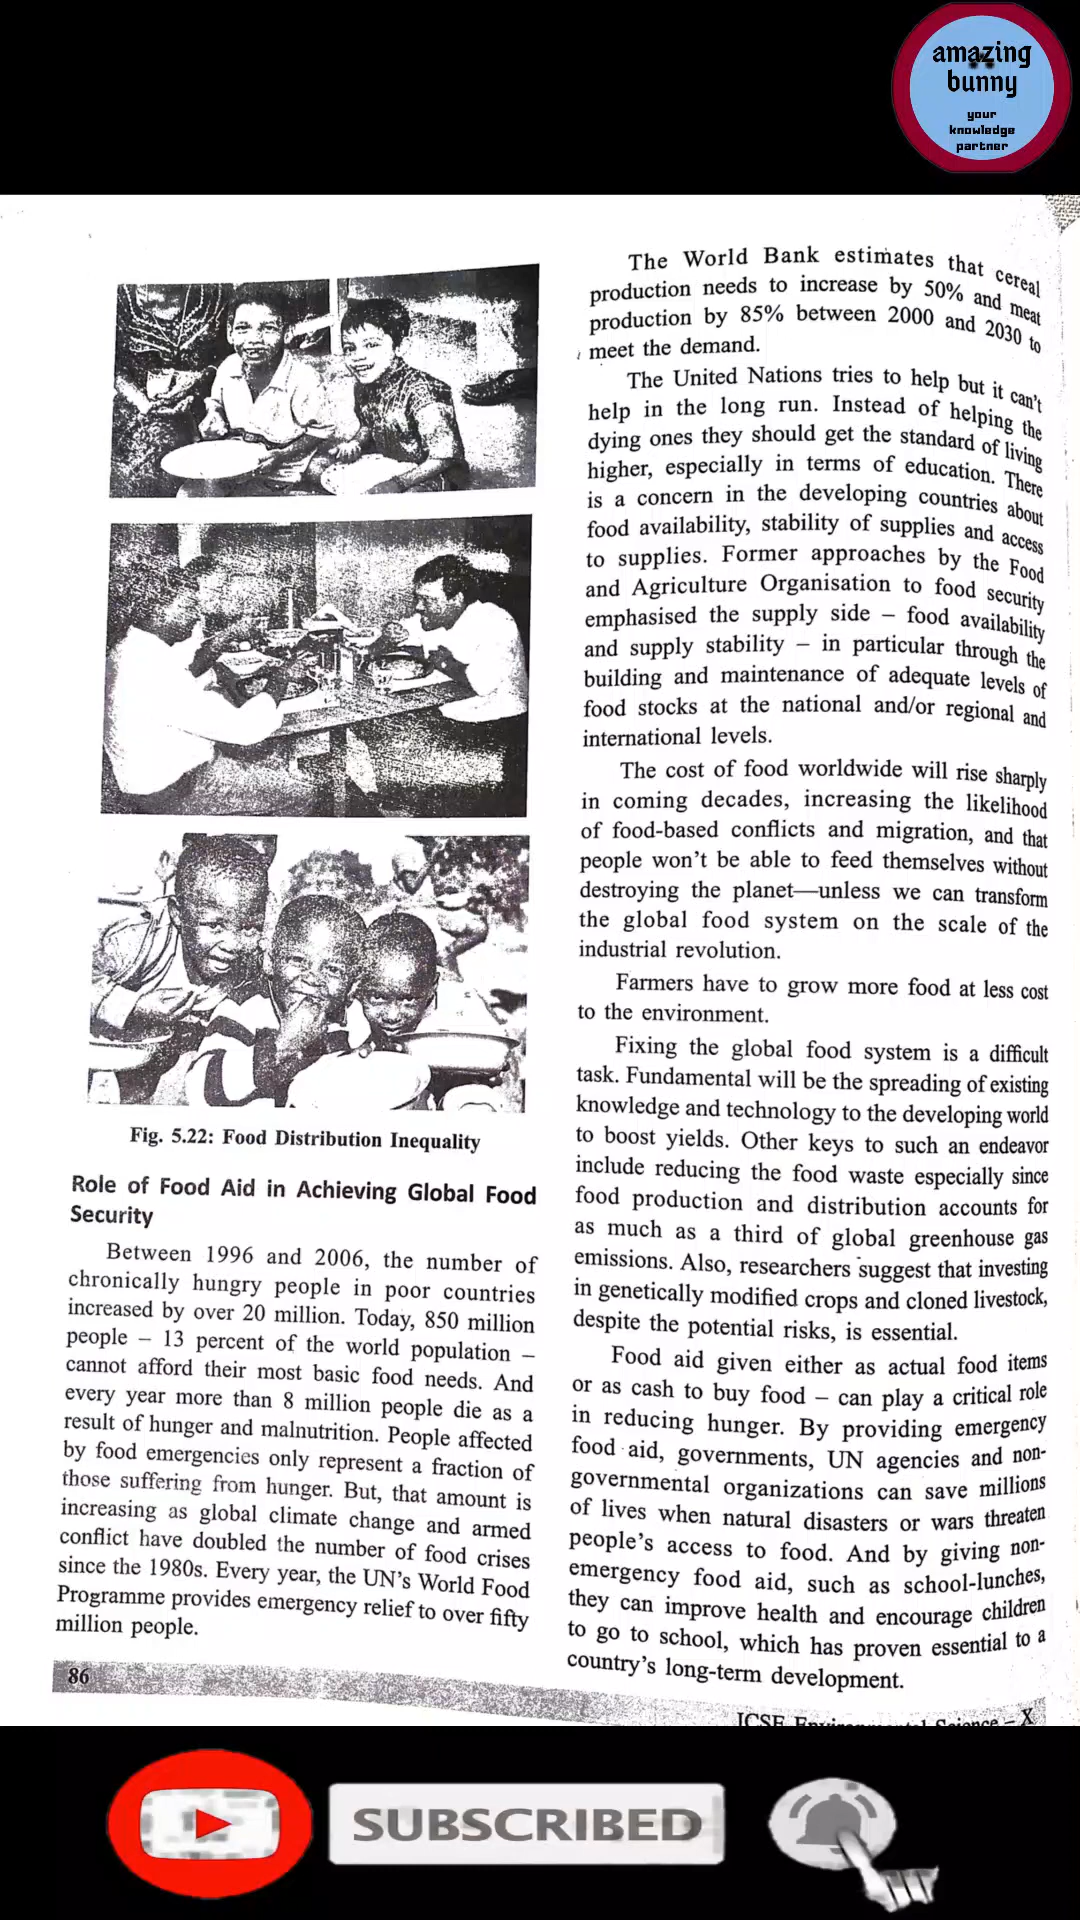 amazing
bunny
your
knowledge
partner
Fig. 5.22: Food Distribution Inequality
Role of Food Aid in Achieving Global Food
Security
Between 1996 and 2006, the number of
chronically hungry people in poor countries
increased by over 20 million. Today, 850 million
people – 13 percent of the world population –
cannot afford their most basic food needs. And
every year more than 8 million people die as a
result of hunger and malnutrition. People affected
by food emergencies only represent a fraction of
those suffering from hunger. But, that amount is
increasing as global climate change and armed
conflict have doubled the number of food crises
since the 1980s. Every year, the UN's World Food
Programme provides emergency relief to over fifty
million people.
86
The World Bank estimates that cereal
production needs to increase by 50% and meat
production by 85% between 2000 and 2030 to
meet the demand.
The United Nations tries to help but it can't
help in the long run. Instead of helping the
dying ones they should get the standard of living
higher, especially in terms of education. There
is a concern in the developing countries about
food availability, stability of supplies and access
to supplies. Former approaches by the Food
and Agriculture Organisation to food security
emphasised the supply side – food availability
and supply stability – in particular through the
building and maintenance of adequate levels of
food stocks at the national and/or regional and
international levels.
The cost of food worldwide will rise sharply
in coming decades, increasing the likelihood
of food-based conflicts and migration, and that
people won't be able to feed themselves without
destroying the planet—unless we can transform
the global food system on the scale of the
industrial revolution.
Farmers have to grow more food at less cost
to the environment.
Fixing the global food system is a difficult
task. Fundamental will be the spreading of existing
knowledge and technology to the developing world
to boost yields. Other keys to such an endeavor
include reducing the food waste especially since
food production and distribution accounts for
as much as a third of global greenhouse gas
emissions. Also, researchers suggest that investing
in genetically modified crops and cloned livestock,
despite the potential risks, is essential.
Food aid given either as actual food items
or as cash to buy food – can play a critical role
in reducing hunger. By providing emergency
food aid, governments, UN agencies and non-
governmental organizations can save millions
of lives when natural disasters or wars threaten
people's access to food. And by giving non-
emergency food aid, such as school-lunches,
they can improve health and encourage children
to go to school, which has proven essential to a
country's long-term development.
ICSE Environmental Science – X
SUBSCRIBED